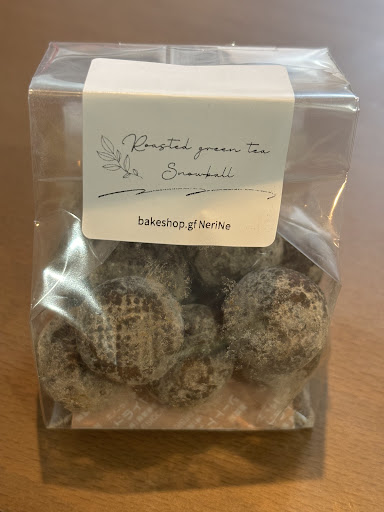 Roasted green tea
Snowball
bakeshop.gf NeriNe